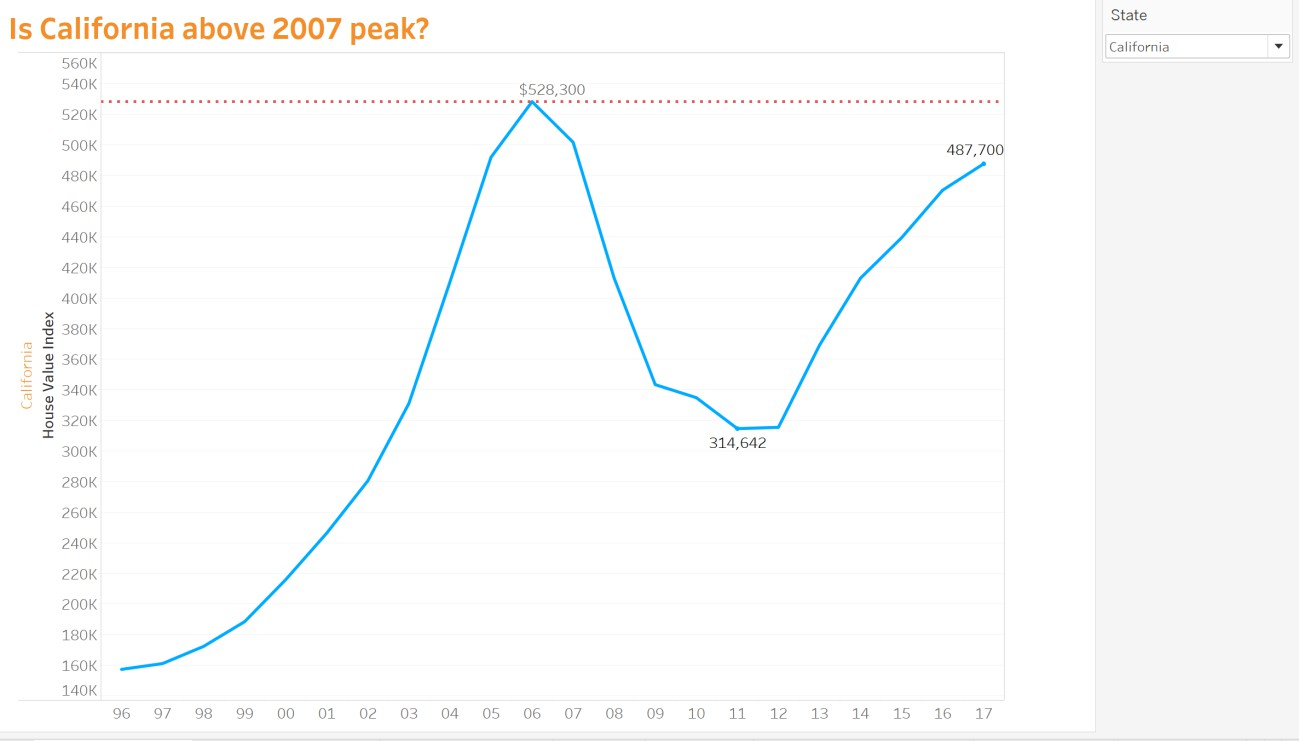 Is California above 2007 peak?
State
California
560K
540K
520K
500K
480K
460K
440K
420K
400K
380K
360K
340K
320K
300K
280K
260K
240K
220K
200K
180K
160K
140K
California
House Value Index
$528,300
487,700
314,642
96 97 98 99 00 01 02 03 04 05 06 07 08 09 10 11 12 13 14 15 16 17